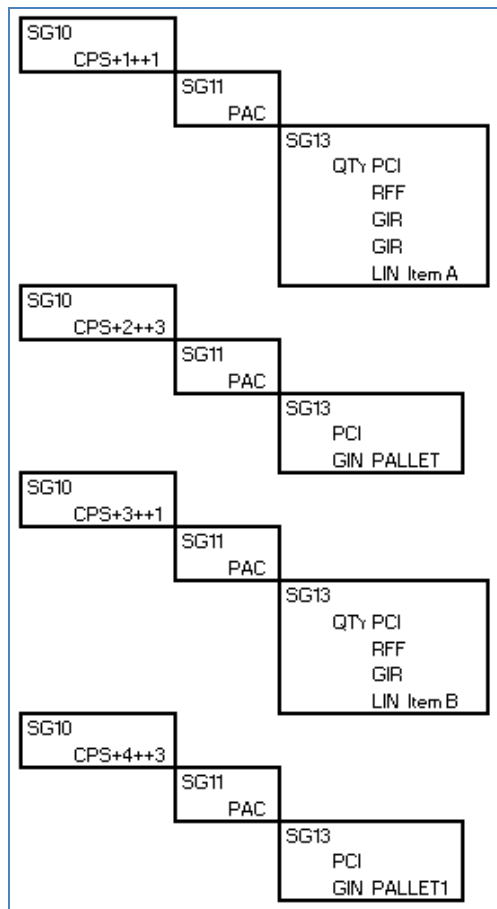 SG10
CPS+1++1
SG11
PAC
SG13
QTY PCI
RFF
GIR
GIR
LIN Item A
SG10
CPS+2++3
SG11
PAC
SG13
PCI
GIN PALLET
SG10
CPS+3++1
SG11
PAC
SG13
QTY PCI
RFF
GIR
LIN Item B
SG10
CPS+4++3
SG11
PAC
SG13
PCI
GIN PALLET1